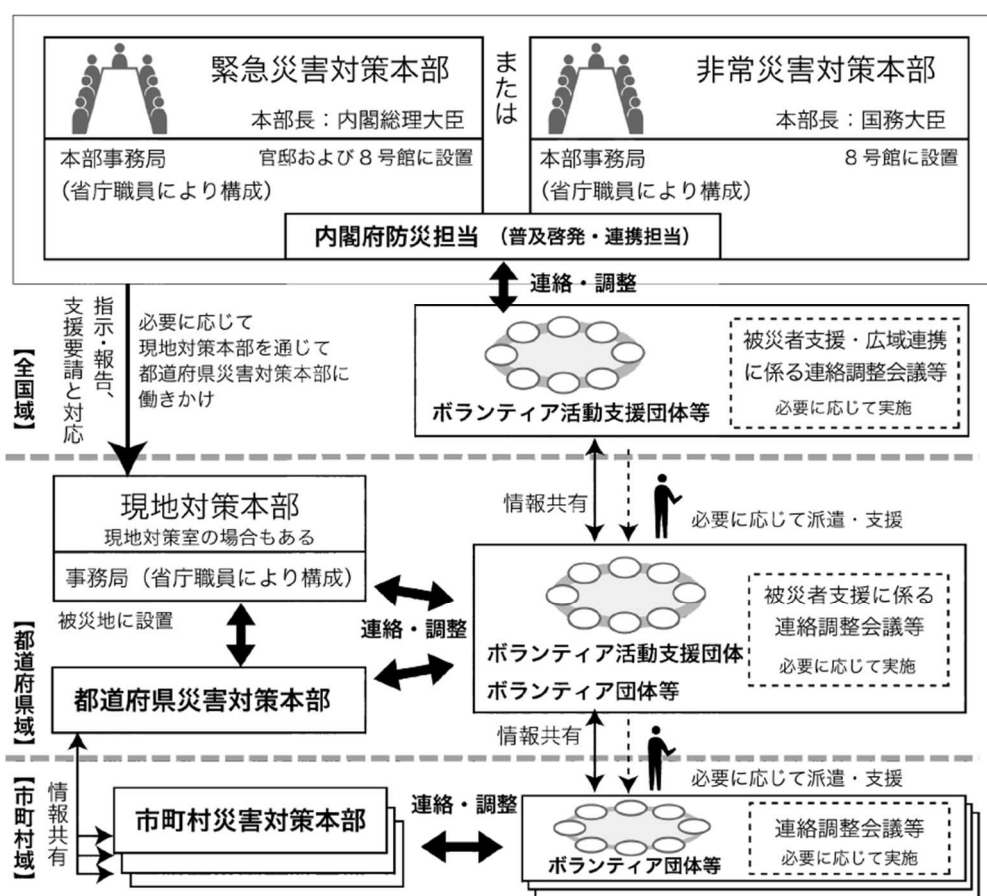 緊急災害対策本部
本部長：内閣総理大臣
本部事務局 官邸および８号館に設置
（省庁職員により構成）
または
非常災害対策本部
本部長：国務大臣
本部事務局 ８号館に設置
（省庁職員により構成）
内閣府防災担当 （普及啓発・連携担当）
連絡・調整
【全国域】
指示・報告、
支援要請と対応
必要に応じて
現地対策本部を通じて
都道府県災害対策本部に
働きかけ
ボランティア活動支援団体等
被災者支援・広域連携
に係る連絡調整会議等
必要に応じて実施
情報共有
必要に応じて派遣・支援
【都道府県域】
現地対策本部
現地対策室の場合もある
事務局（省庁職員により構成）
被災地に設置
連絡・調整
都道府県災害対策本部
ボランティア活動支援団体
ボランティア団体等
被災者支援に係る
連絡調整会議等
必要に応じて実施
情報共有
必要に応じて派遣・支援
【市町村域】
情報共有
市町村災害対策本部
連絡・調整
ボランティア団体等
連絡調整会議等
必要に応じて実施